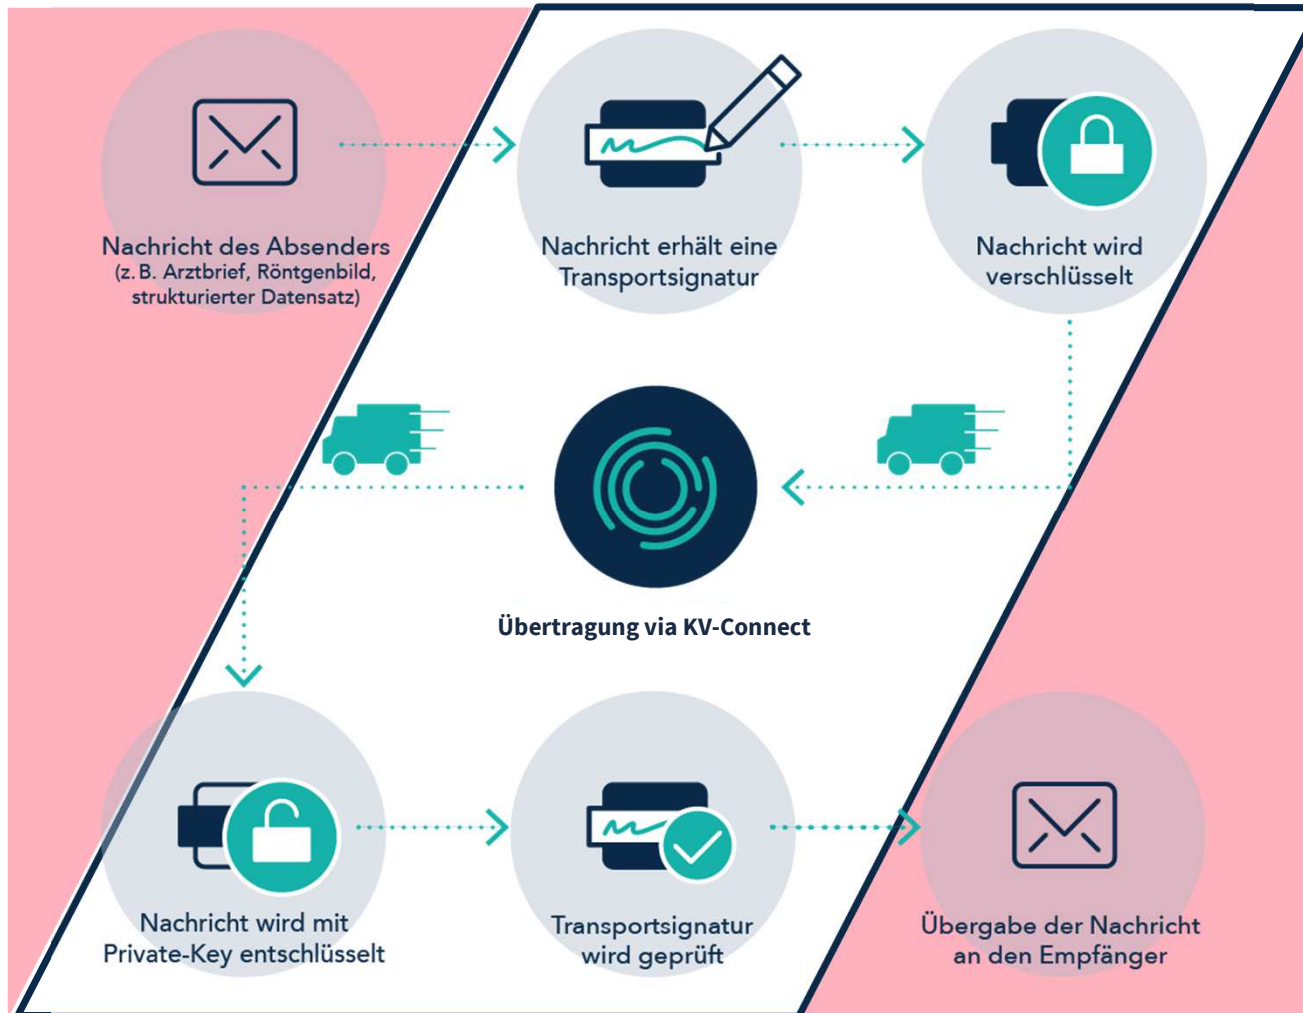 Nachricht des Absenders
(z. B. Arztbrief, Röntgenbild,
strukturierter Datensatz)
Nachricht erhält eine
Transportsignatur
Nachricht wird
verschlüsselt
Übertragung via KV-Connect
Nachricht wird mit
Private-Key entschlüsselt
Transportsignatur
wird geprüft
Übergabe der Nachricht
an den Empfänger